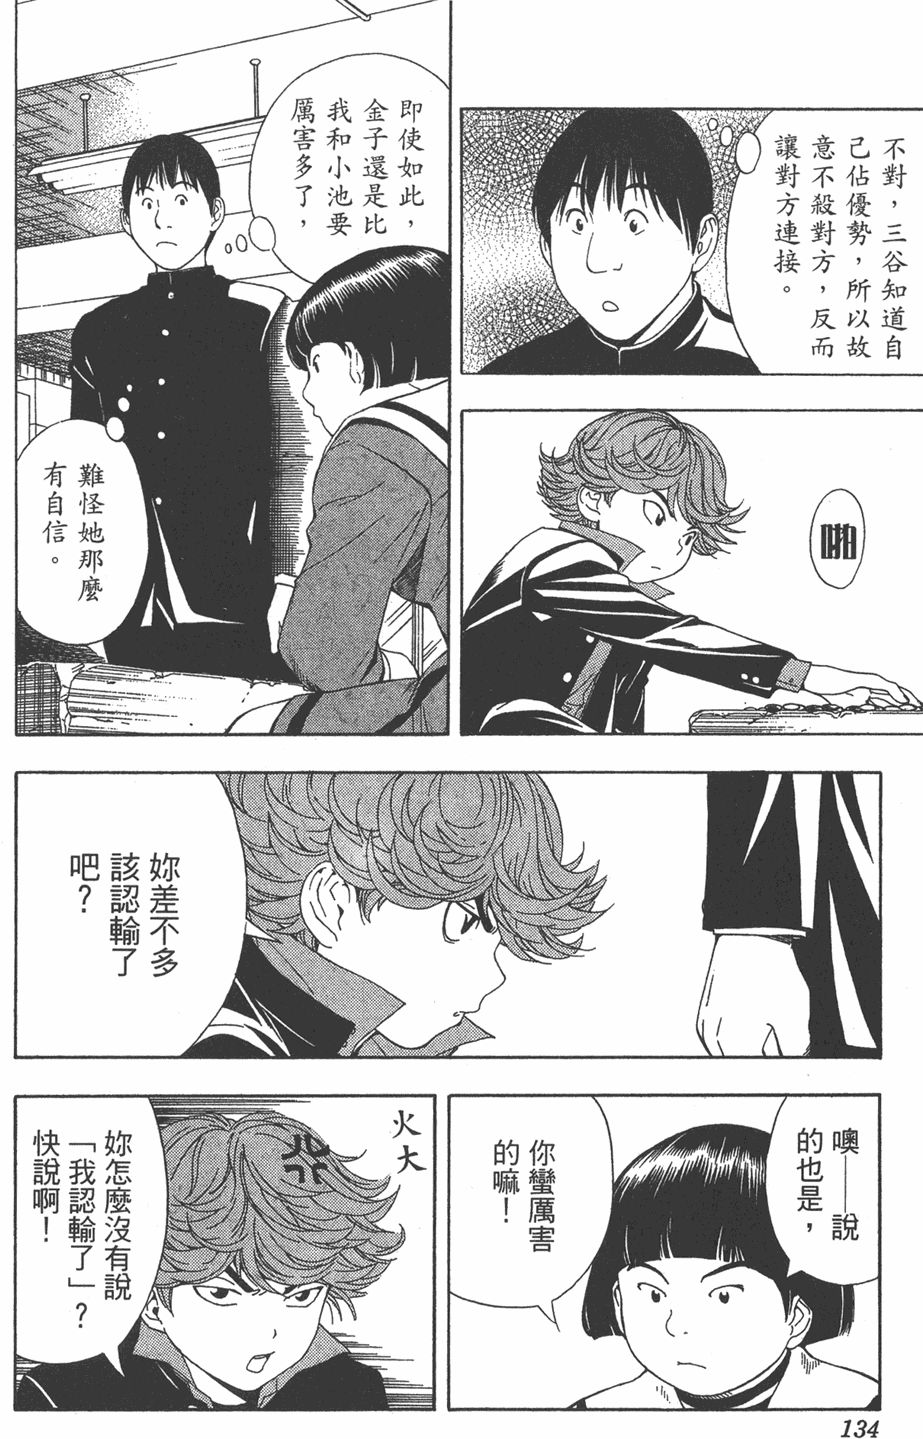 不對，三谷知道自
己佔優勢，所以故
意不殺對方，反而
讓對方連接。
啪
即使如此，
金子還是比
我和小池要
厲害多了，
難怪她那麼
有自信。
妳差不多
該認輸了
吧？
噢——說
的也是，
你蠻厲害
的嘛！
火大
妳怎麼沒有說
「我認輸了」？
快說啊！
134